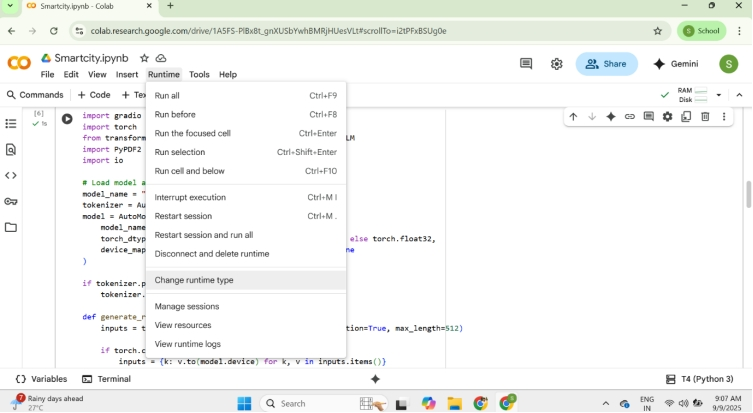 Smartcity.ipynb - Colab
colab.research.google.com/drive/1A5FS-PlBx8t_gnXUSbYwhBMRjHUesVLt#scrollTo=i2tPFxBSUg0e
School
Smartcity.ipynb
File Edit View Insert Runtime Tools Help
Share
Gemini
S
Commands + Code + Te
RAM
Disk
Run all Ctrl+F9
Run before Ctrl+F8
Run the focused cell Ctrl+Enter
Run selection Ctrl+Shift+Enter
Run cell and below Ctrl+F10
Interrupt execution Ctrl+M I
Restart session Ctrl+M .
Restart session and run all
Disconnect and delete runtime
Change runtime type
Manage sessions
View resources
View runtime logs
[6]
1s
import gradio
import torch
from transform LM
import PyPDF2
import io
# Load model a
model_name = "
tokenizer = Au
model = AutoMo
model_name
torch_dtyp else torch.float32,
device_map ne
)
if tokenizer.p
tokenizer.
def generate_r
inputs = t tion=True, max_length=512)
if torch.c
inputs = {k: v.to(model.device) for k, v in inputs.items()}
Variables Terminal
T4 (Python 3)
7
Rainy days ahead
27°C
Search
ENG
IN
9:07 AM
9/9/2025